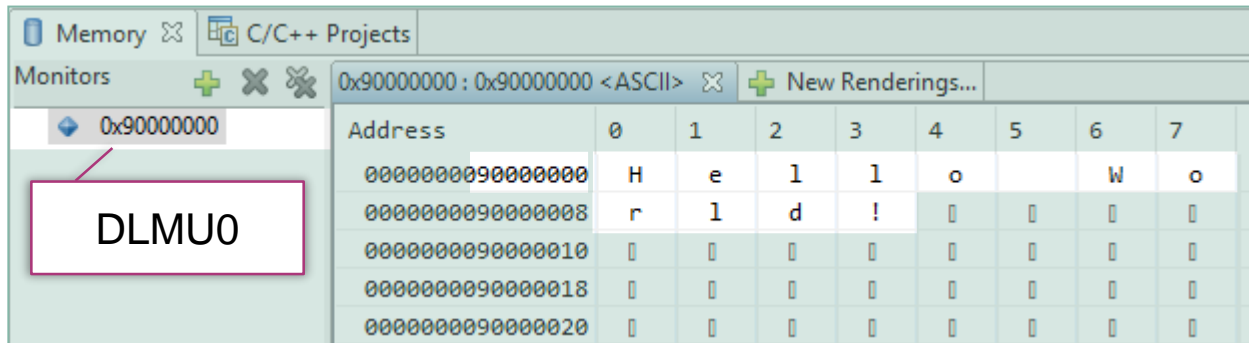 Memory C/C++ Projects
Monitors 0x90000000 : 0x90000000 <ASCII> New Renderings...
0x90000000 Address 0 1 2 3 4 5 6 7
0000000090000000 H e l l o W o
DLMU0
0000000090000008 r l d !
0000000090000010
0000000090000018
0000000090000020